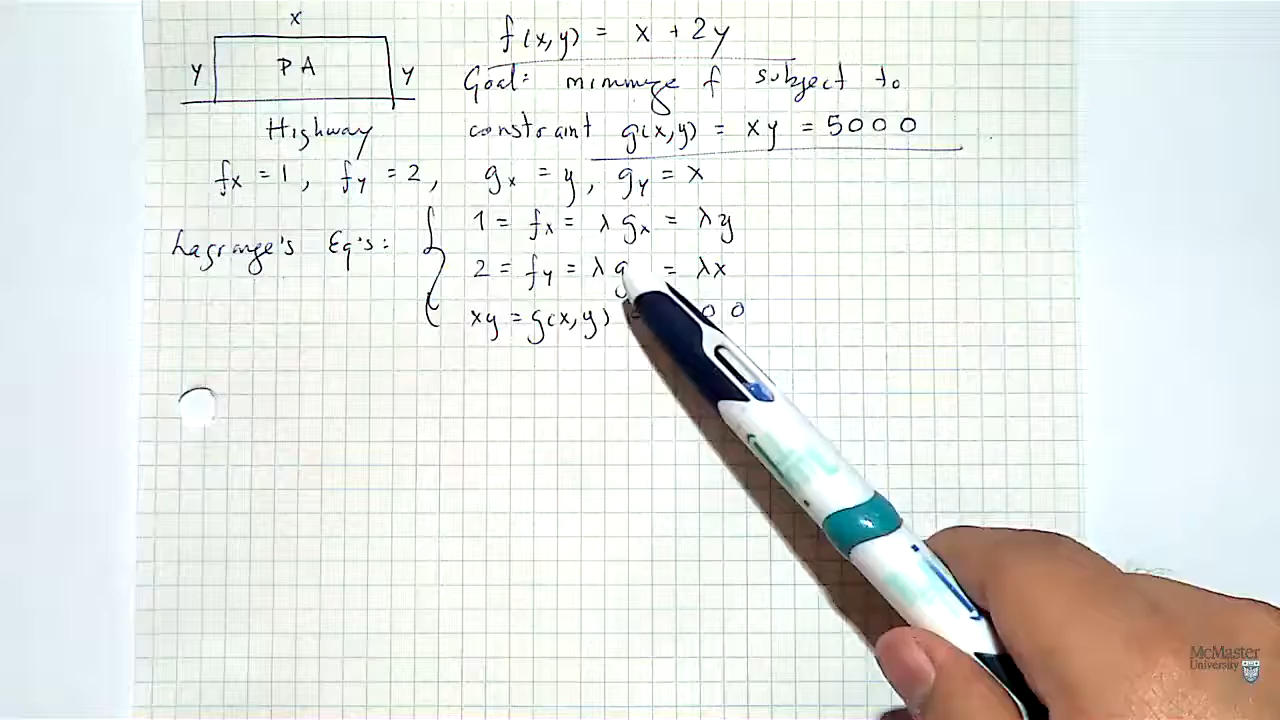 x
f(x,y) = x + 2y
y PA y
Goal: minimize f subject to
Highway
constraint g(x,y) = xy = 5000
fx = 1, fy = 2, gx = y, gy = x
Lagrange's Eq's:
1 = fx = λ gx = λy
2 = fy = λ g = λx
xy = g(x,y) 00
McMaster
University